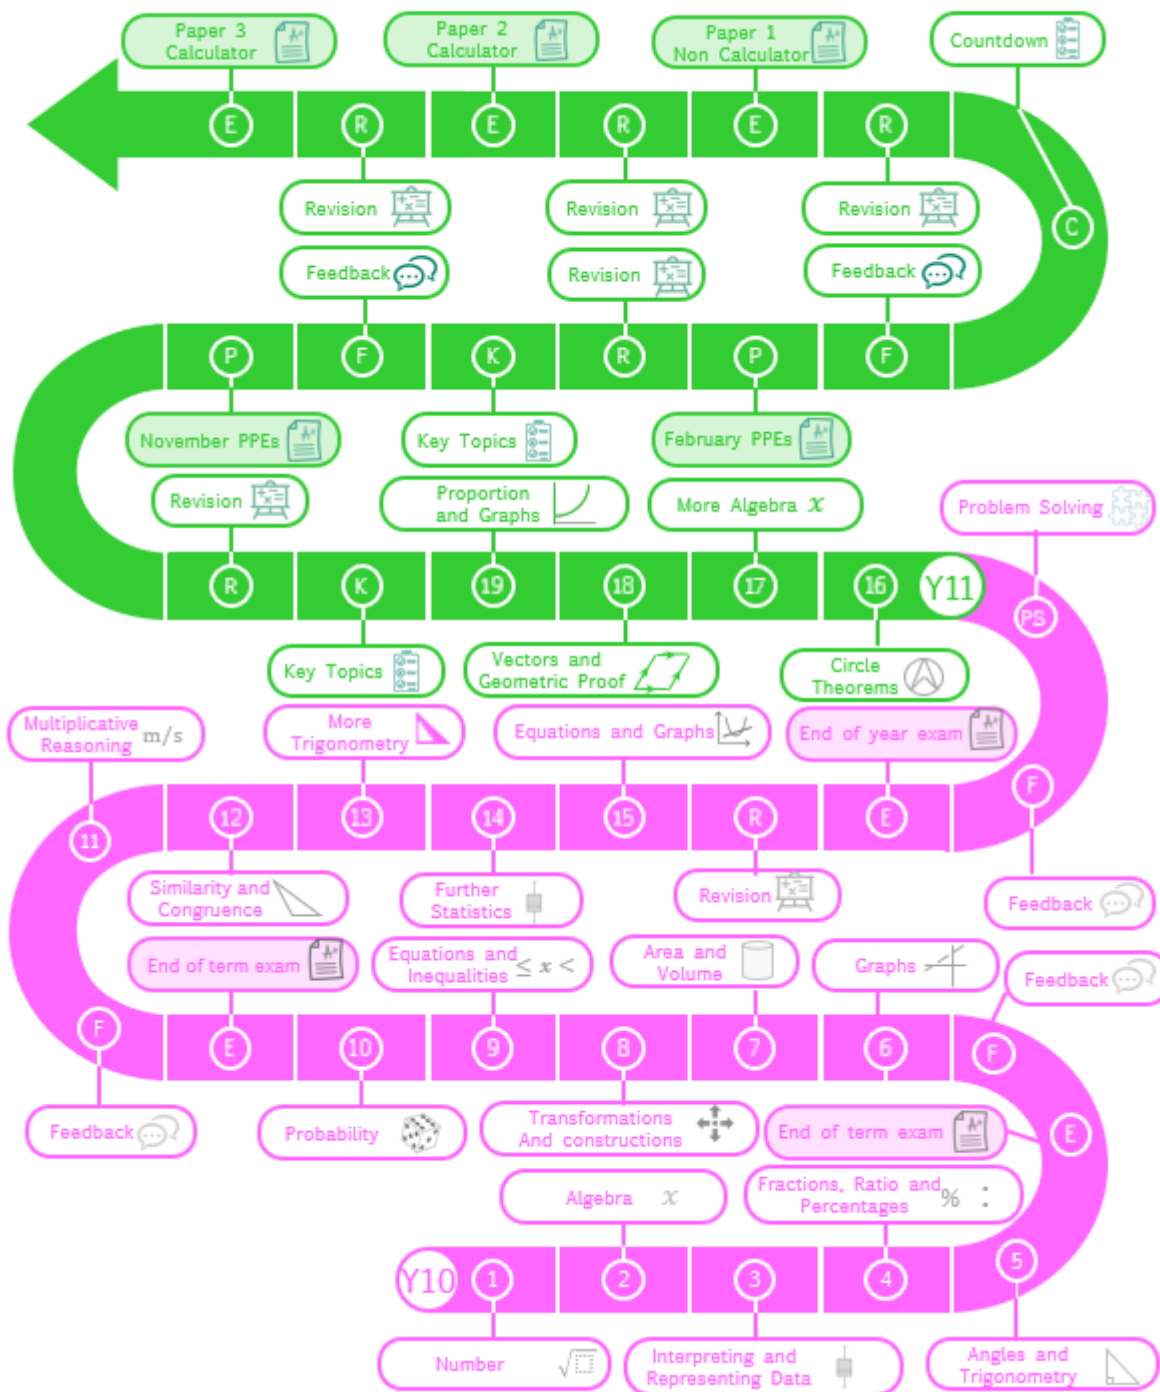 Paper 3
Calculator
Paper 2
Calculator
Paper 1
Non Calculator
Countdown
E
R
E
R
E
R
C
Revision
Revision
Revision
Feedback
Revision
Feedback
P
F
K
R
P
F
November PPEs
Key Topics
February PPEs
Revision
Proportion
and Graphs
More Algebra x
Problem Solving
R
K
19
18
17
16
Y11
PS
Key Topics
Vectors and
Geometric Proof
Circle
Theorems
Multiplicative
Reasoning
m/s
More
Trigonometry
Equations and Graphs
End of year exam
F
11
12
13
14
15
R
E
Similarity and
Congruence
Further
Statistics
Revision
Feedback
End of term exam
Equations and
Inequalities
≤ x <
Area and
Volume
Graphs
Feedback
F
E
10
9
8
7
6
F
Feedback
Probability
Transformations
And constructions
End of term exam
E
Algebra x
Fractions, Ratio and
Percentages
% :
Y10
1
2
3
4
5
Number
Interpreting and
Representing Data
Angles and
Trigonometry